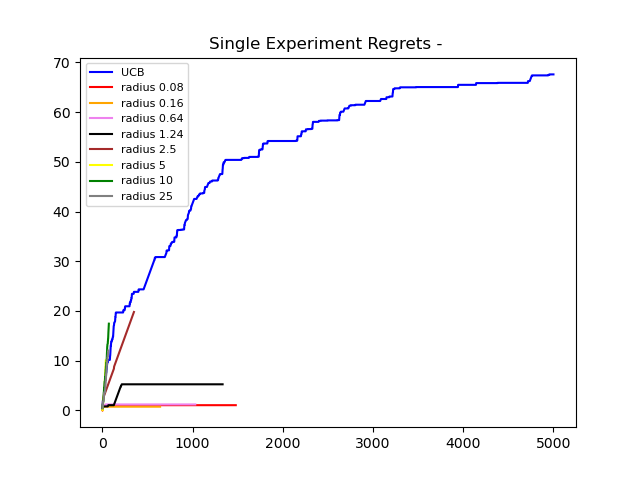 Single Experiment Regrets -
70
60
50
40
30
20
10
0
UCB
radius 0.08
radius 0.16
radius 0.64
radius 1.24
radius 2.5
radius 5
radius 10
radius 25
0 1000 2000 3000 4000 5000